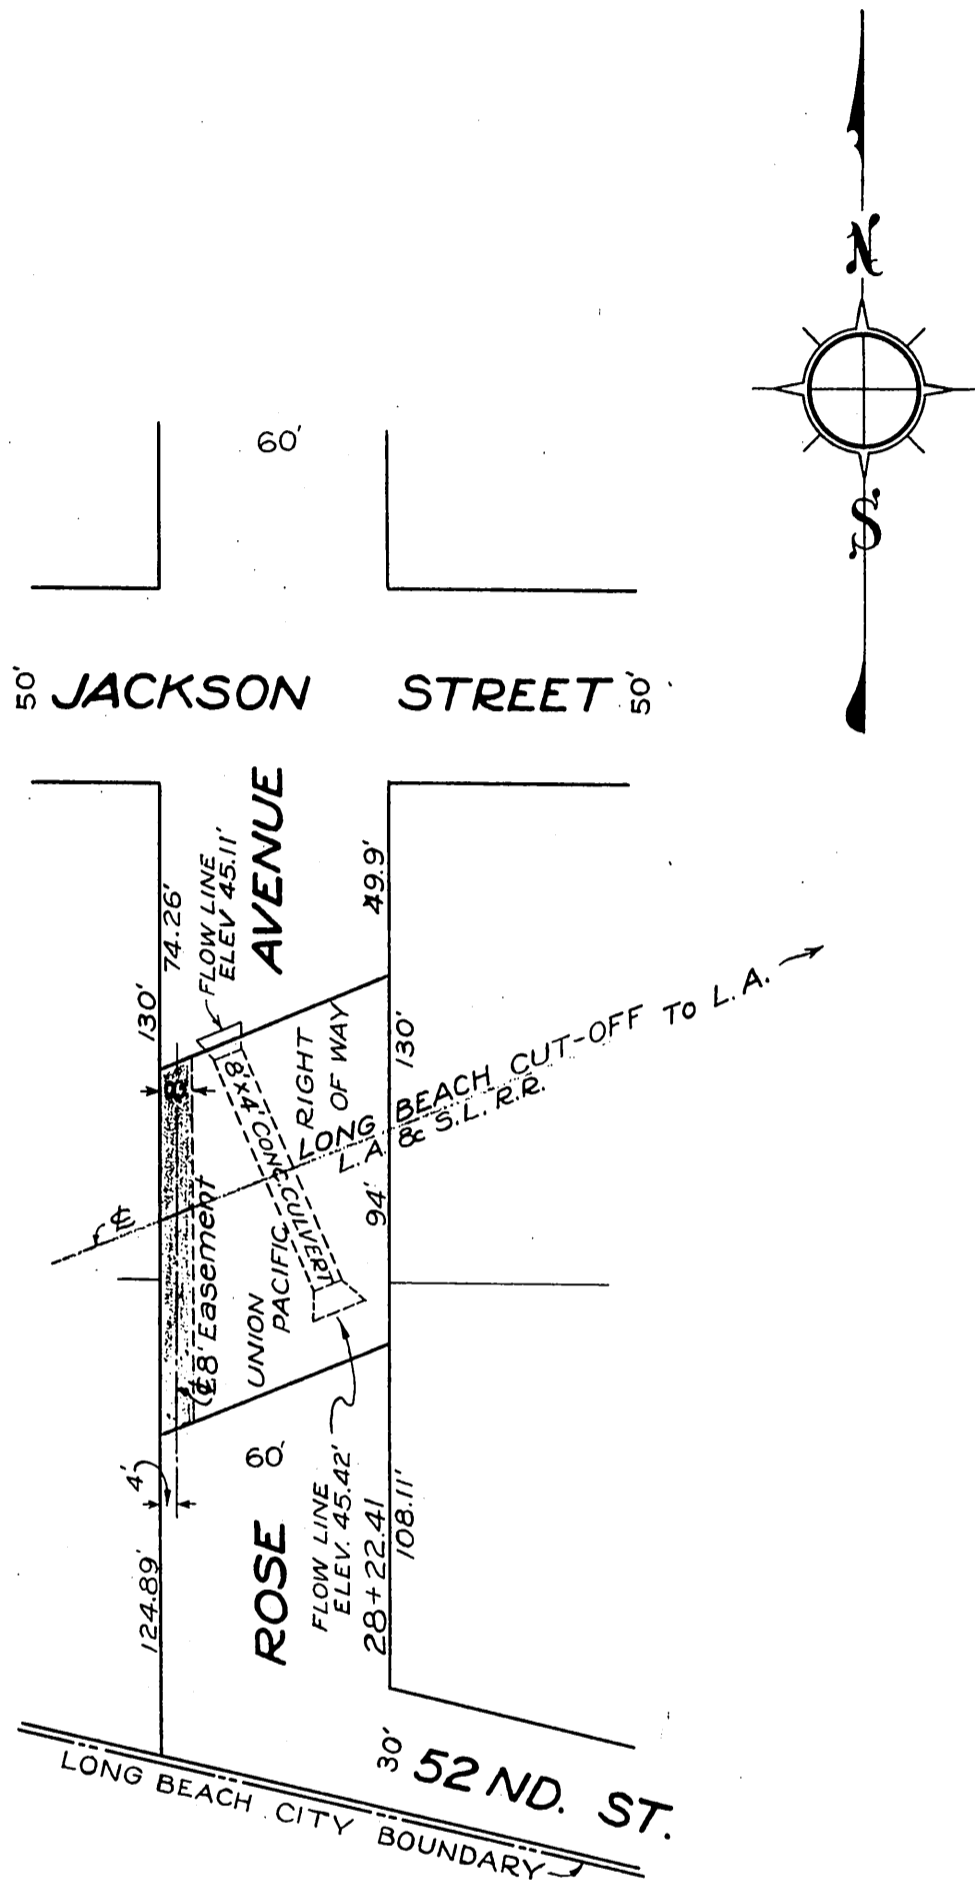 N
S
60'
50' JACKSON STREET 50'
AVENUE
FLOW LINE
ELEV 45.11'
74.26'
130'
49.9'
130'
94'
8'
8'x4' CONC. CULVERT
RIGHT
OF WAY
LONG BEACH CUT-OFF TO L.A.
L.A. & S.L. R.R.
℄
℄ 8' Easement
UNION
PACIFIC
4'
60'
ROSE
FLOW LINE
ELEV. 45.42'
28+22.41
108.11'
124.89'
30'
52ND. ST.
LONG BEACH CITY BOUNDARY